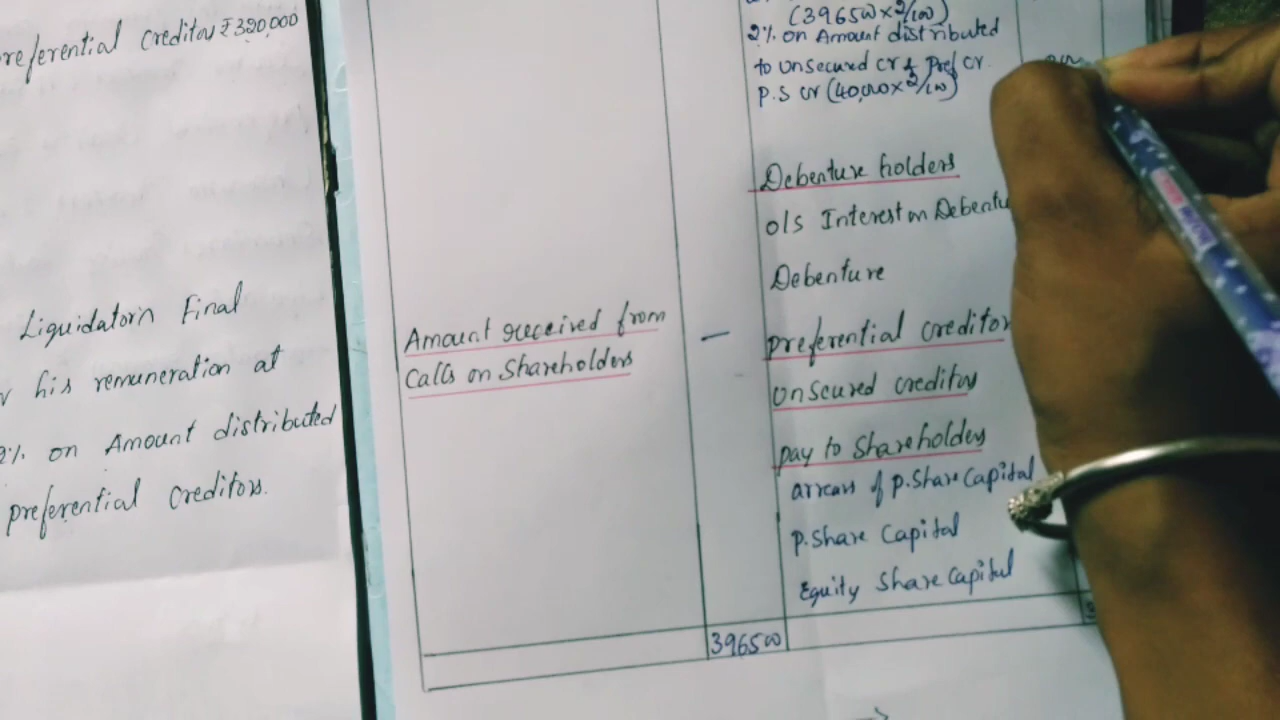 preferential creditors ₹320,000
Liquidator's Final
his remuneration at
2% on Amount distributed
preferential creditors.
Amount received from
Calls on Shareholders
—
396500
(396500×2/100)
2% on Amount distributed
to unsecured cr & Pref cr.
P.S cr (40,000×2/100)
Debenture holders
o/s Interest on Debentu
Debenture
preferential creditor
unscured creditors
pay to Shareholders
arrears of p.Share Capital
p.Share Capital
Equity Share Capital